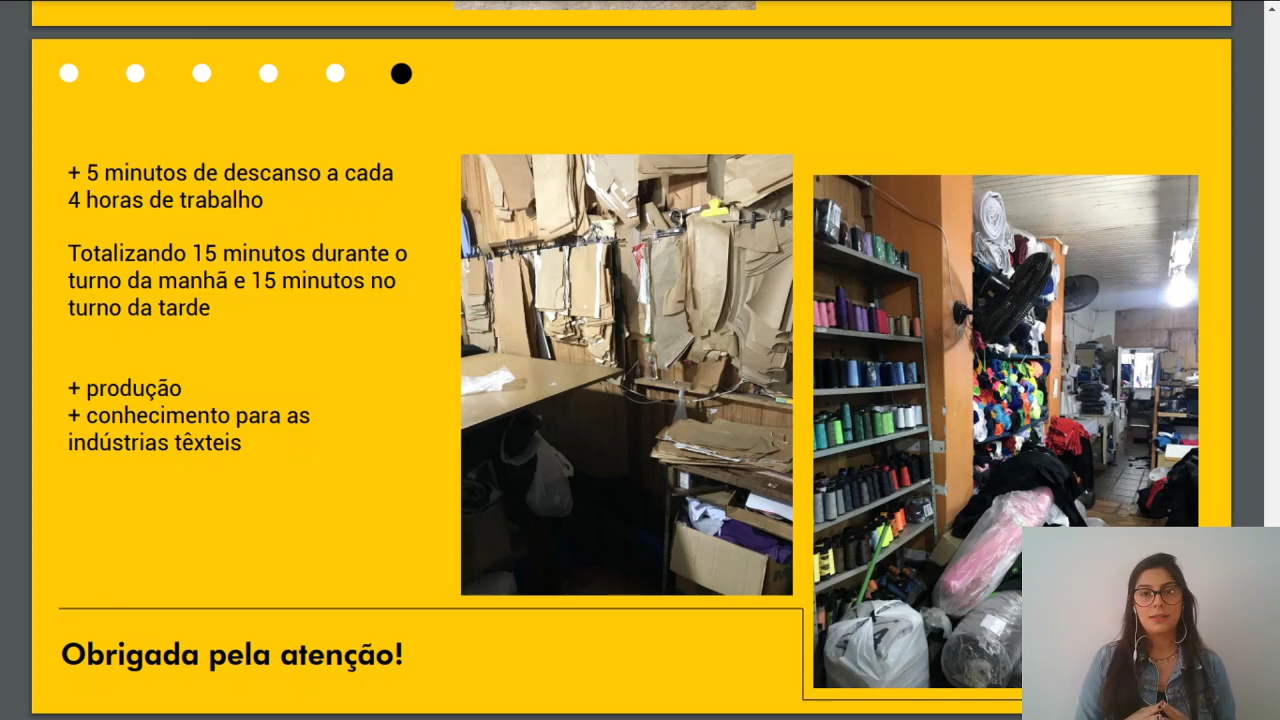 + 5 minutos de descanso a cada
4 horas de trabalho
Totalizando 15 minutos durante o
turno da manhã e 15 minutos no
turno da tarde
+ produção
+ conhecimento para as
indústrias têxteis
Obrigada pela atenção!